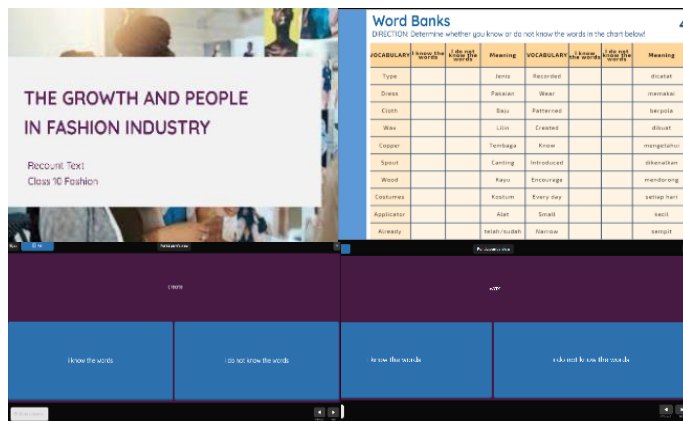 THE GROWTH AND PEOPLE
IN FASHION INDUSTRY
Recount Text
Class 10 Fashion
Word Banks
DIRECTION: Determine whether you know or do not know the words in the chart below!
VOCABULARY I know the words I do not know the words Meaning VOCABULARY I know the words I do not know the words Meaning
Type Jenis Recorded dicatat
Dress Pakaian Wear memakai
Cloth Baju Patterned berpola
Wax Lilin Created dibuat
Copper Tembaga Know mengetahui
Spout Canting Introduced dikenalkan
Wood Kayu Encourage mendorong
Costumes Kostum Every day setiap hari
Applicator Alat Small kecil
Already telah/sudah Narrow sempit
create
I know the words I do not know the words
know the words I do not know the words